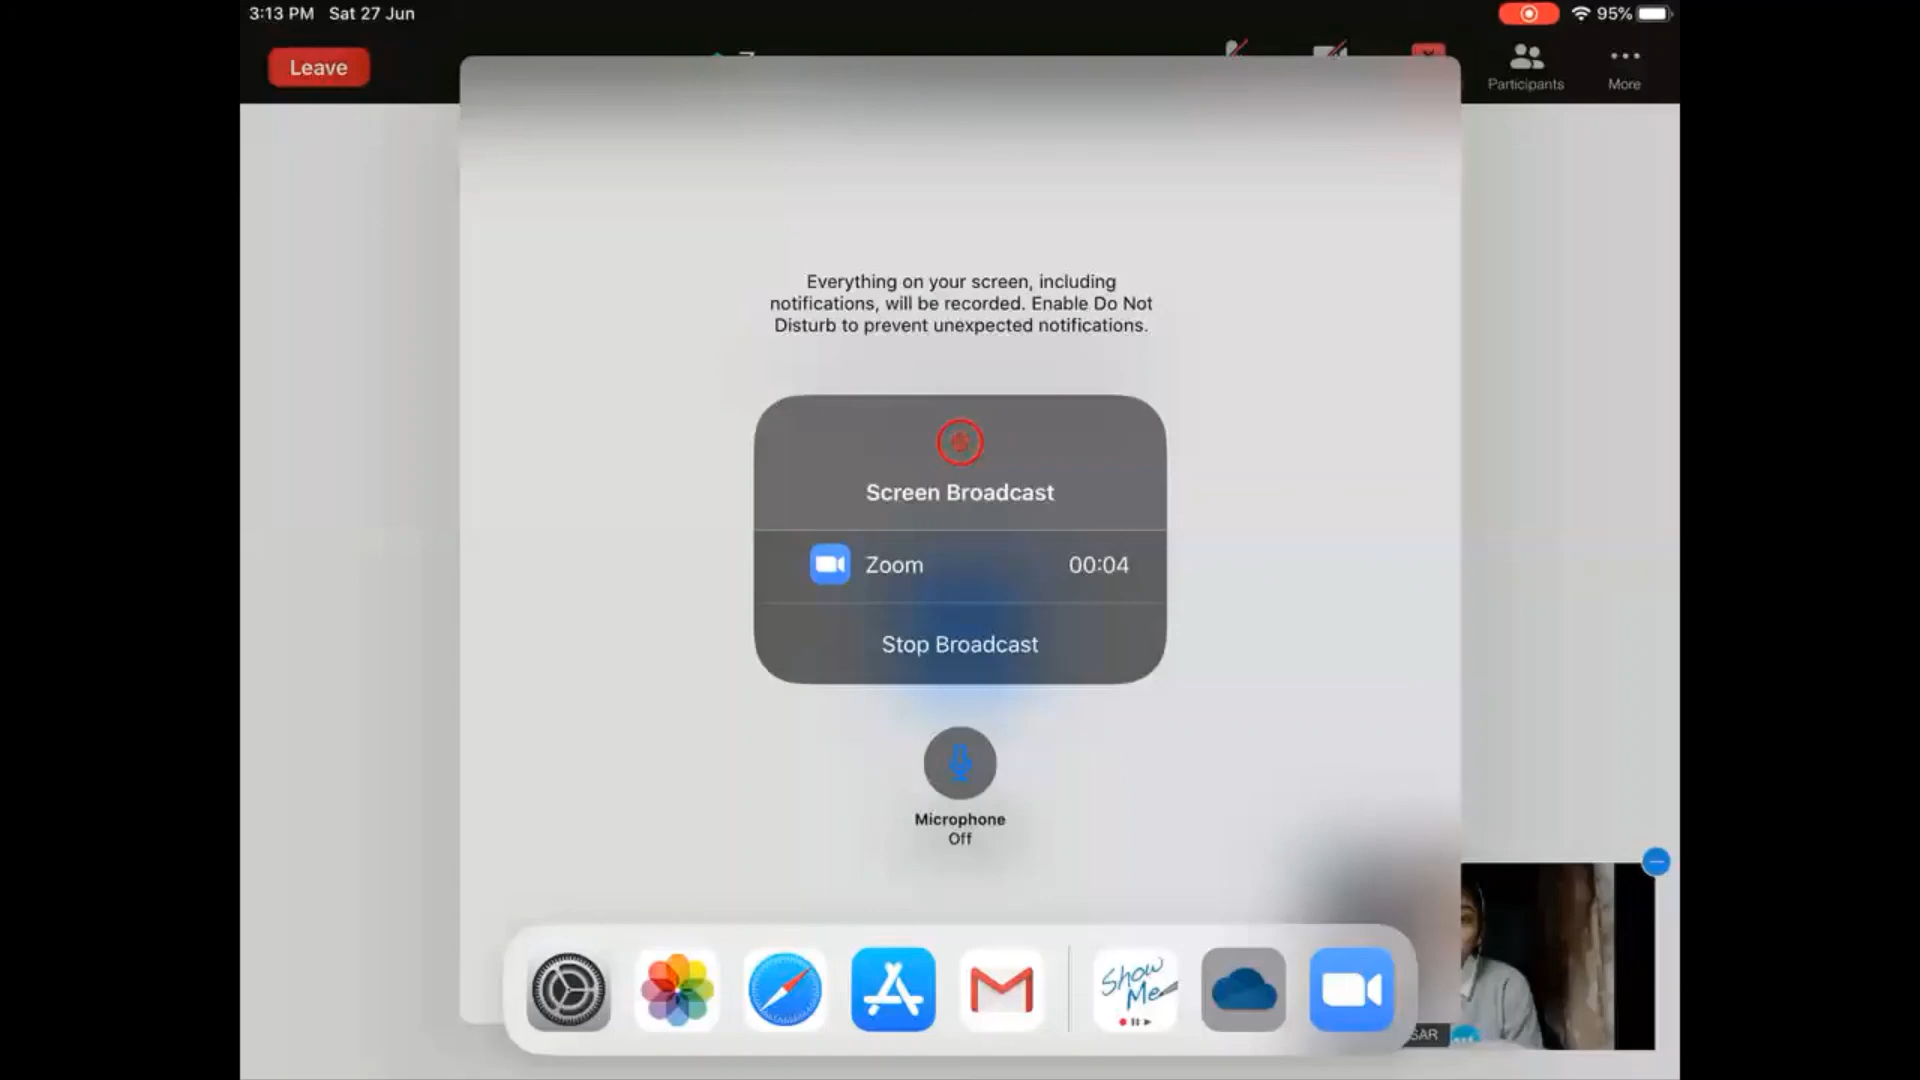 3:13 PM Sat 27 Jun
95%
Leave
Participants
More
Everything on your screen, including
notifications, will be recorded. Enable Do Not
Disturb to prevent unexpected notifications.
Screen Broadcast
Zoom 00:04
Stop Broadcast
Microphone
Off
Show
Me
SAR